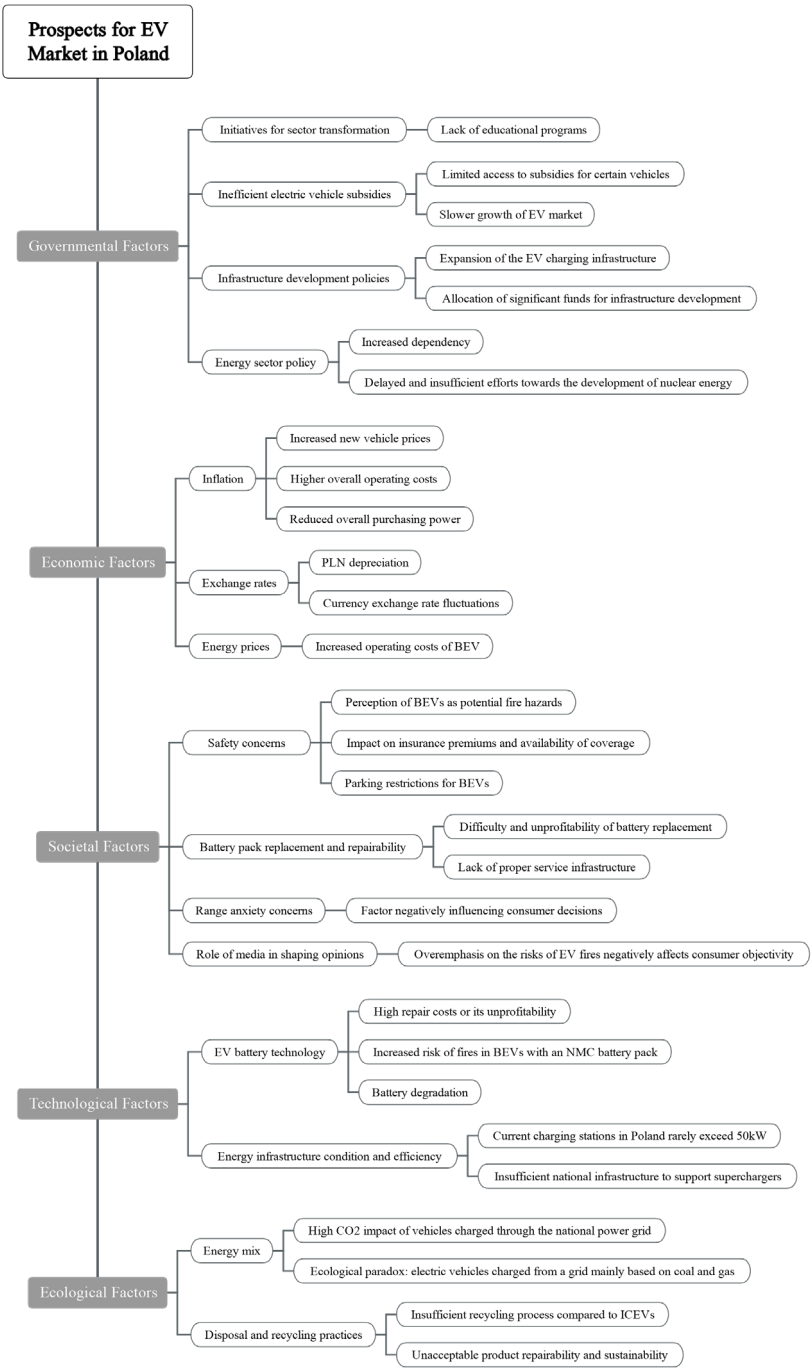 Prospects for EV
Market in Poland
Governmental Factors
Initiatives for sector transformation
Lack of educational programs
Inefficient electric vehicle subsidies
Limited access to subsidies for certain vehicles
Slower growth of EV market
Infrastructure development policies
Expansion of the EV charging infrastructure
Allocation of significant funds for infrastructure development
Energy sector policy
Increased dependency
Delayed and insufficient efforts towards the development of nuclear energy
Economic Factors
Inflation
Increased new vehicle prices
Higher overall operating costs
Reduced overall purchasing power
Exchange rates
PLN depreciation
Currency exchange rate fluctuations
Energy prices
Increased operating costs of BEV
Societal Factors
Safety concerns
Perception of BEVs as potential fire hazards
Impact on insurance premiums and availability of coverage
Parking restrictions for BEVs
Battery pack replacement and repairability
Difficulty and unprofitability of battery replacement
Lack of proper service infrastructure
Range anxiety concerns
Factor negatively influencing consumer decisions
Role of media in shaping opinions
Overemphasis on the risks of EV fires negatively affects consumer objectivity
Technological Factors
EV battery technology
High repair costs or its unprofitability
Increased risk of fires in BEVs with an NMC battery pack
Battery degradation
Energy infrastructure condition and efficiency
Current charging stations in Poland rarely exceed 50kW
Insufficient national infrastructure to support superchargers
Ecological Factors
Energy mix
High CO2 impact of vehicles charged through the national power grid
Ecological paradox: electric vehicles charged from a grid mainly based on coal and gas
Disposal and recycling practices
Insufficient recycling process compared to ICEVs
Unacceptable product repairability and sustainability